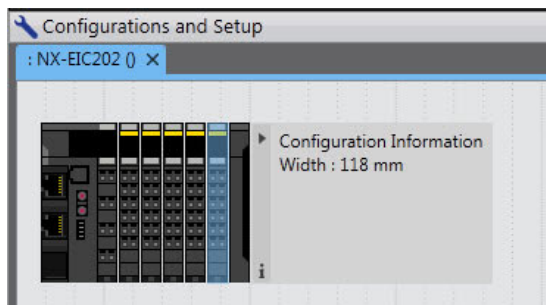 Configurations and Setup
: NX-EIC202 ()
Configuration Information
Width : 118 mm